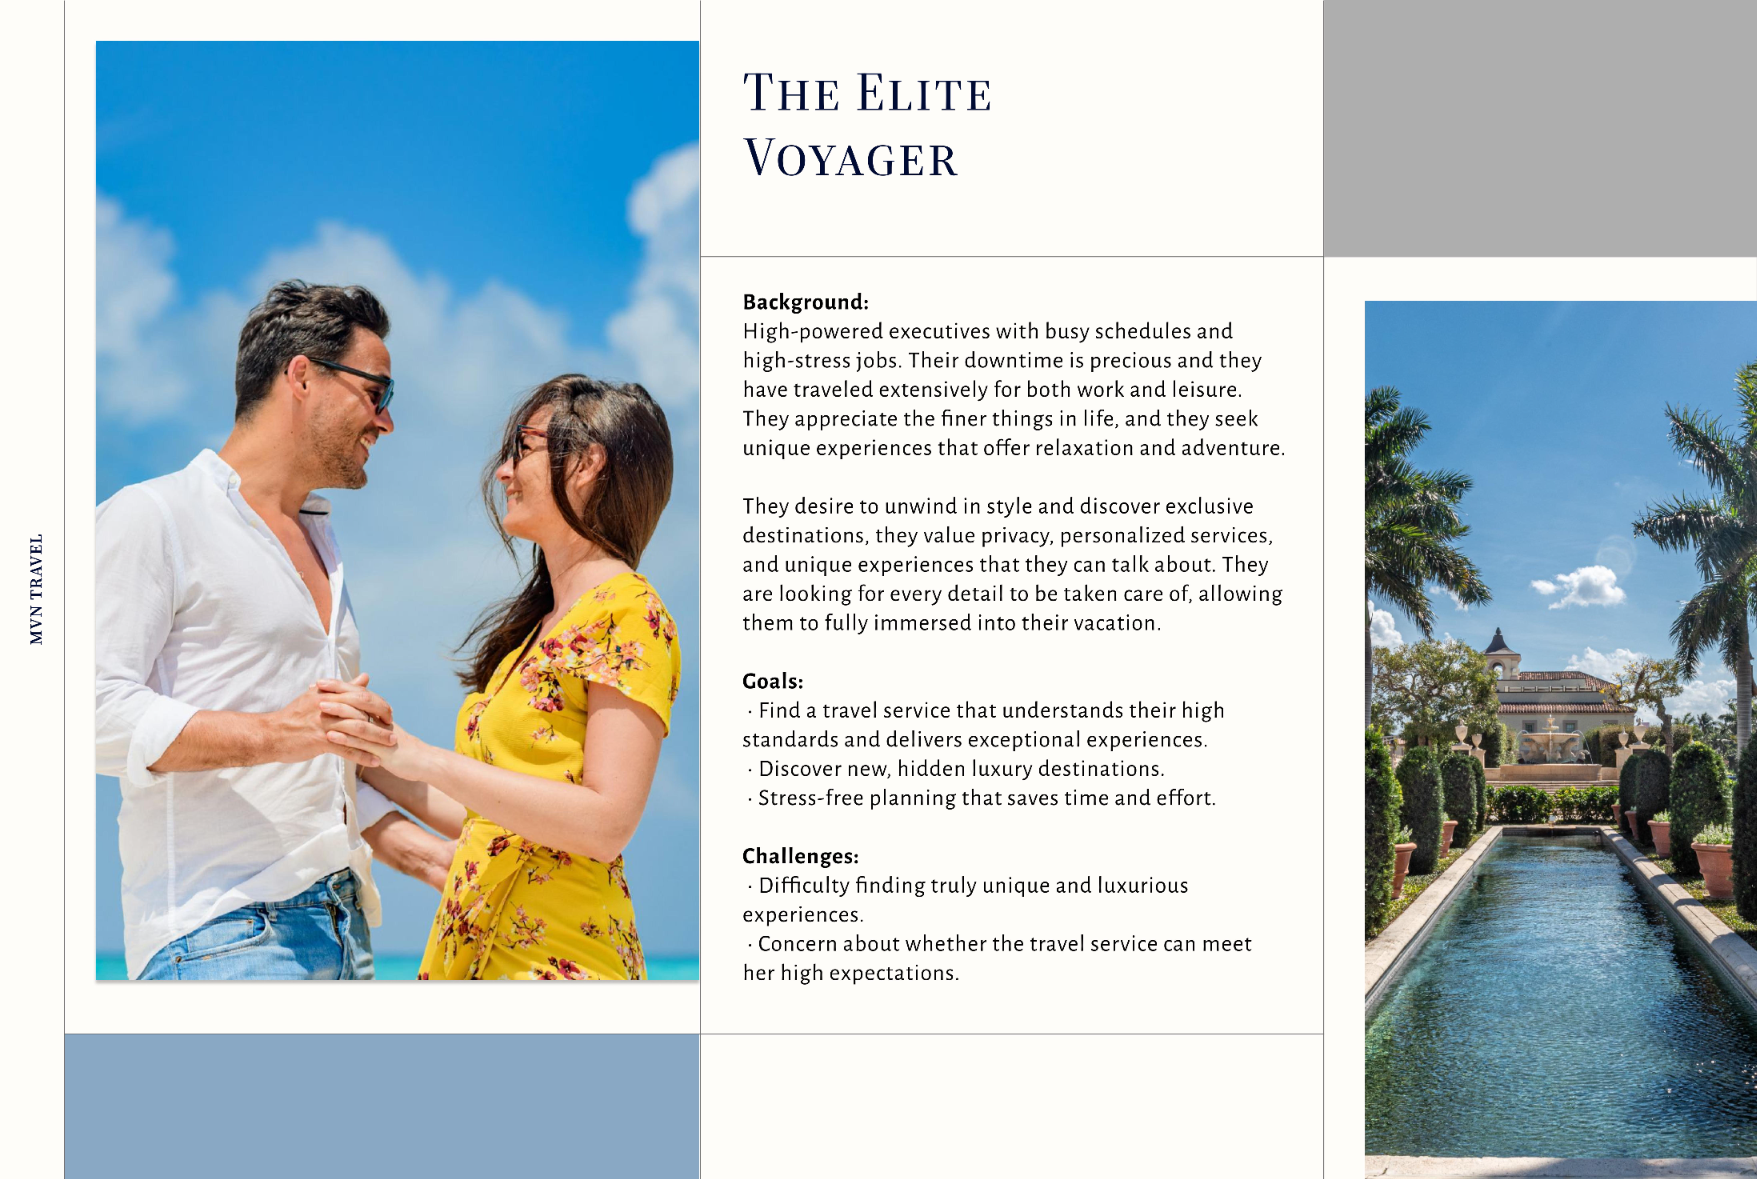 MVN TRAVEL
The Elite
Voyager
Background:
High-powered executives with busy schedules and
high-stress jobs. Their downtime is precious and they
have traveled extensively for both work and leisure.
They appreciate the finer things in life, and they seek
unique experiences that offer relaxation and adventure.
They desire to unwind in style and discover exclusive
destinations, they value privacy, personalized services,
and unique experiences that they can talk about. They
are looking for every detail to be taken care of, allowing
them to fully immersed into their vacation.
Goals:
· Find a travel service that understands their high
standards and delivers exceptional experiences.
· Discover new, hidden luxury destinations.
· Stress-free planning that saves time and effort.
Challenges:
· Difficulty finding truly unique and luxurious
experiences.
· Concern about whether the travel service can meet
her high expectations.